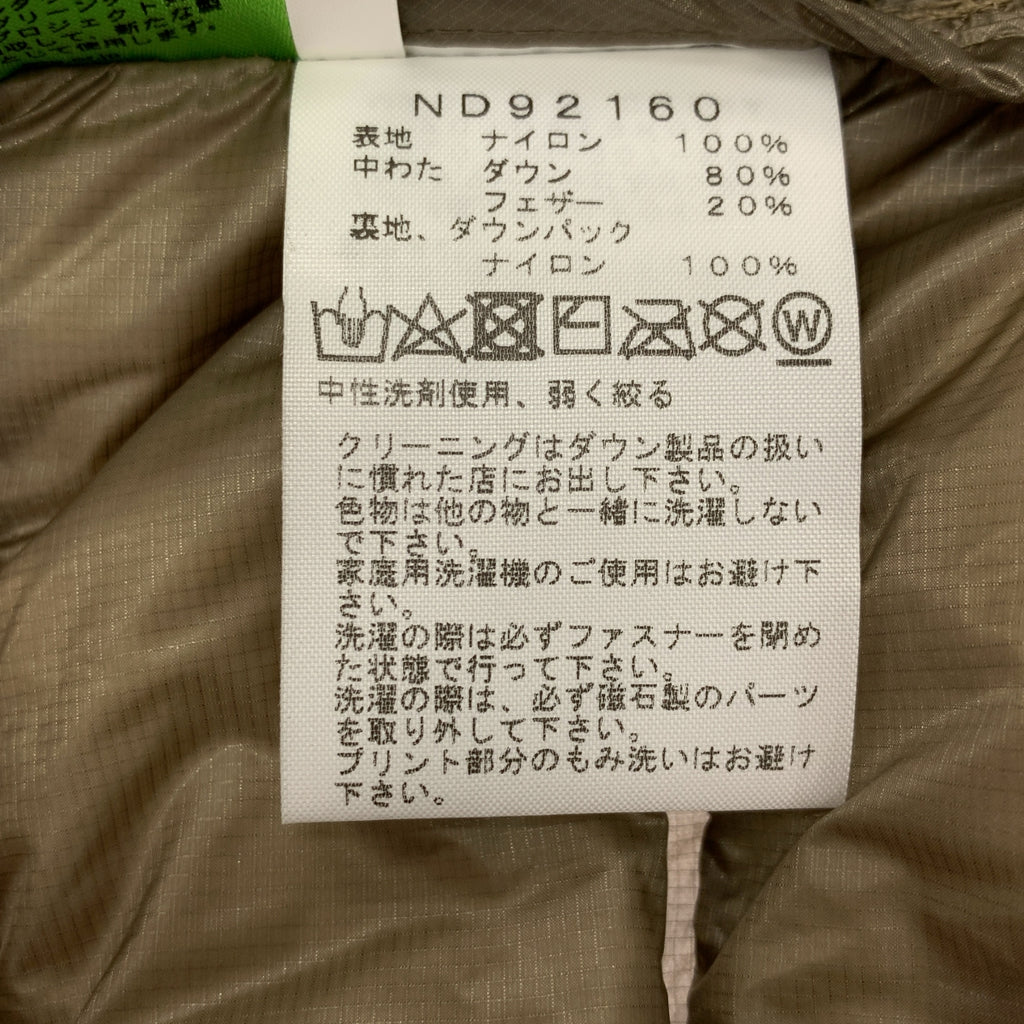 ND92160
表地 ナイロン 100%
中わた ダウン 80%
フェザー 20%
裏地、ダウンパック
ナイロン 100%
W
中性洗剤使用、弱く絞る
クリーニングはダウン製品の扱い
に慣れた店にお出し下さい。
色物は他の物と一緒に洗濯しない
で下さい。
家庭用洗濯機のご使用はお避け下
さい。
洗濯の際は必ずファスナーを閉め
た状態で行って下さい。
洗濯の際は、必ず磁石製のパーツ
を取り外して下さい。
プリント部分のもみ洗いはお避け
下さい。